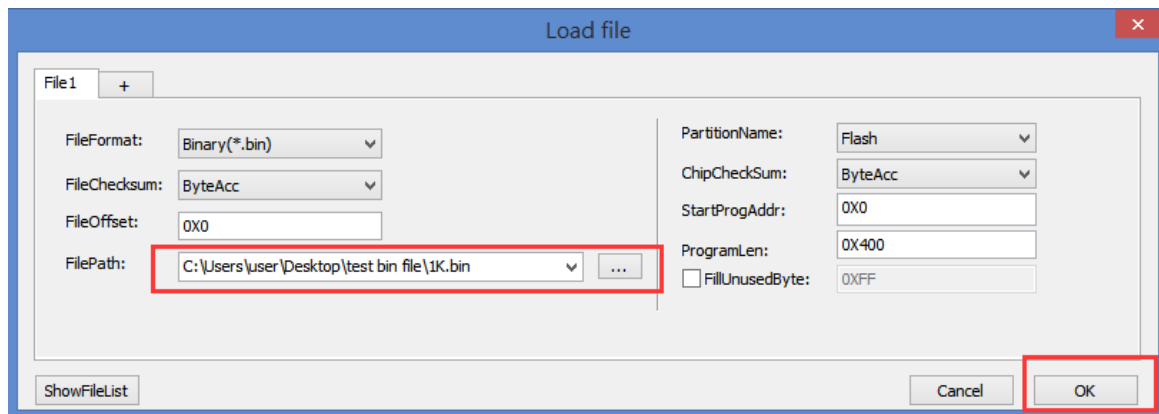 Load file
File1
+
FileFormat:
Binary(*.bin)
FileChecksum:
ByteAcc
FileOffset:
0X0
FilePath:
C:\Users\user\Desktop\test bin file\1K.bin
...
PartitionName:
Flash
ChipCheckSum:
ByteAcc
StartProgAddr:
0X0
ProgramLen:
0X400
FillUnusedByte:
0XFF
ShowFileList
Cancel
OK